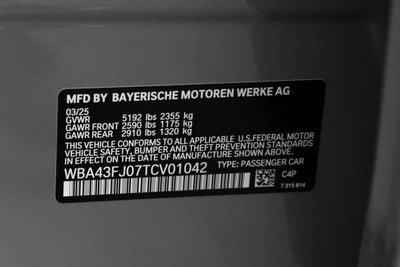 MFD BY BAYERISCHE MOTOREN WERKE AG
03/25
GVWR 5192 lbs 2355 kg
GAWR FRONT 2590 lbs 1175 kg
GAWR REAR 2910 lbs 1320 kg
THIS VEHICLE CONFORMS TO ALL APPLICABLE U.S.FEDERAL MOTOR
VEHICLE SAFETY, BUMPER, AND THEFT PREVENTION STANDARDS
IN EFFECT ON THE DATE OF MANUFACTURE SHOWN ABOVE.
WBA43FJ07TCV01042 TYPE: PASSENGER CAR
C4P
7 315 814